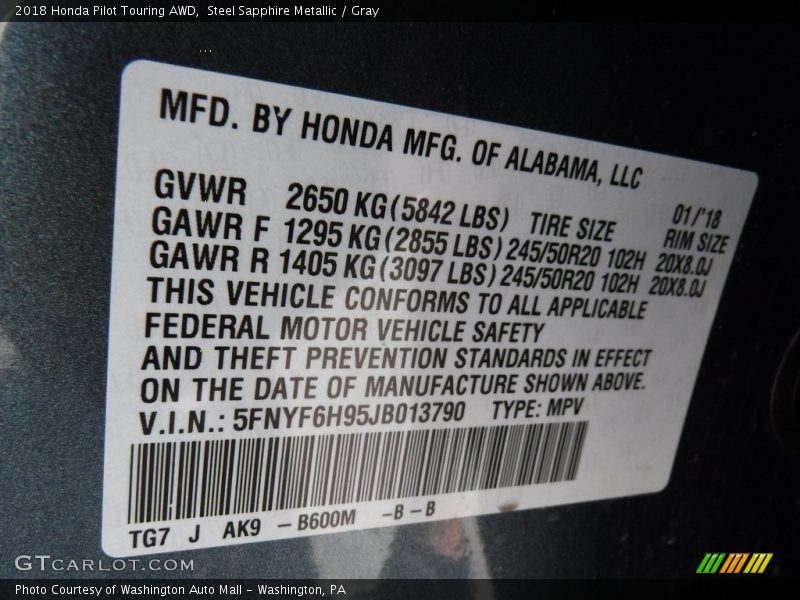 2018 Honda Pilot Touring AWD,  Steel Sapphire Metallic / Gray
MFD. BY HONDA MFG. OF ALABAMA, LLC
01/'18
GVWR 2650 KG (5842 LBS) TIRE SIZE RIM SIZE
GAWR F 1295 KG (2855 LBS) 245/50R20 102H 20X8.0J
GAWR R 1405 KG (3097 LBS) 245/50R20 102H 20X8.0J
THIS VEHICLE CONFORMS TO ALL APPLICABLE
FEDERAL MOTOR VEHICLE SAFETY
AND THEFT PREVENTION STANDARDS IN EFFECT
ON THE DATE OF MANUFACTURE SHOWN ABOVE.
V.I.N.: 5FNYF6H95JB013790 TYPE: MPV
TG7 J AK9 – B600M – B – B
GTCARLOT.COM
Photo Courtesy of Washington Auto Mall – Washington, PA